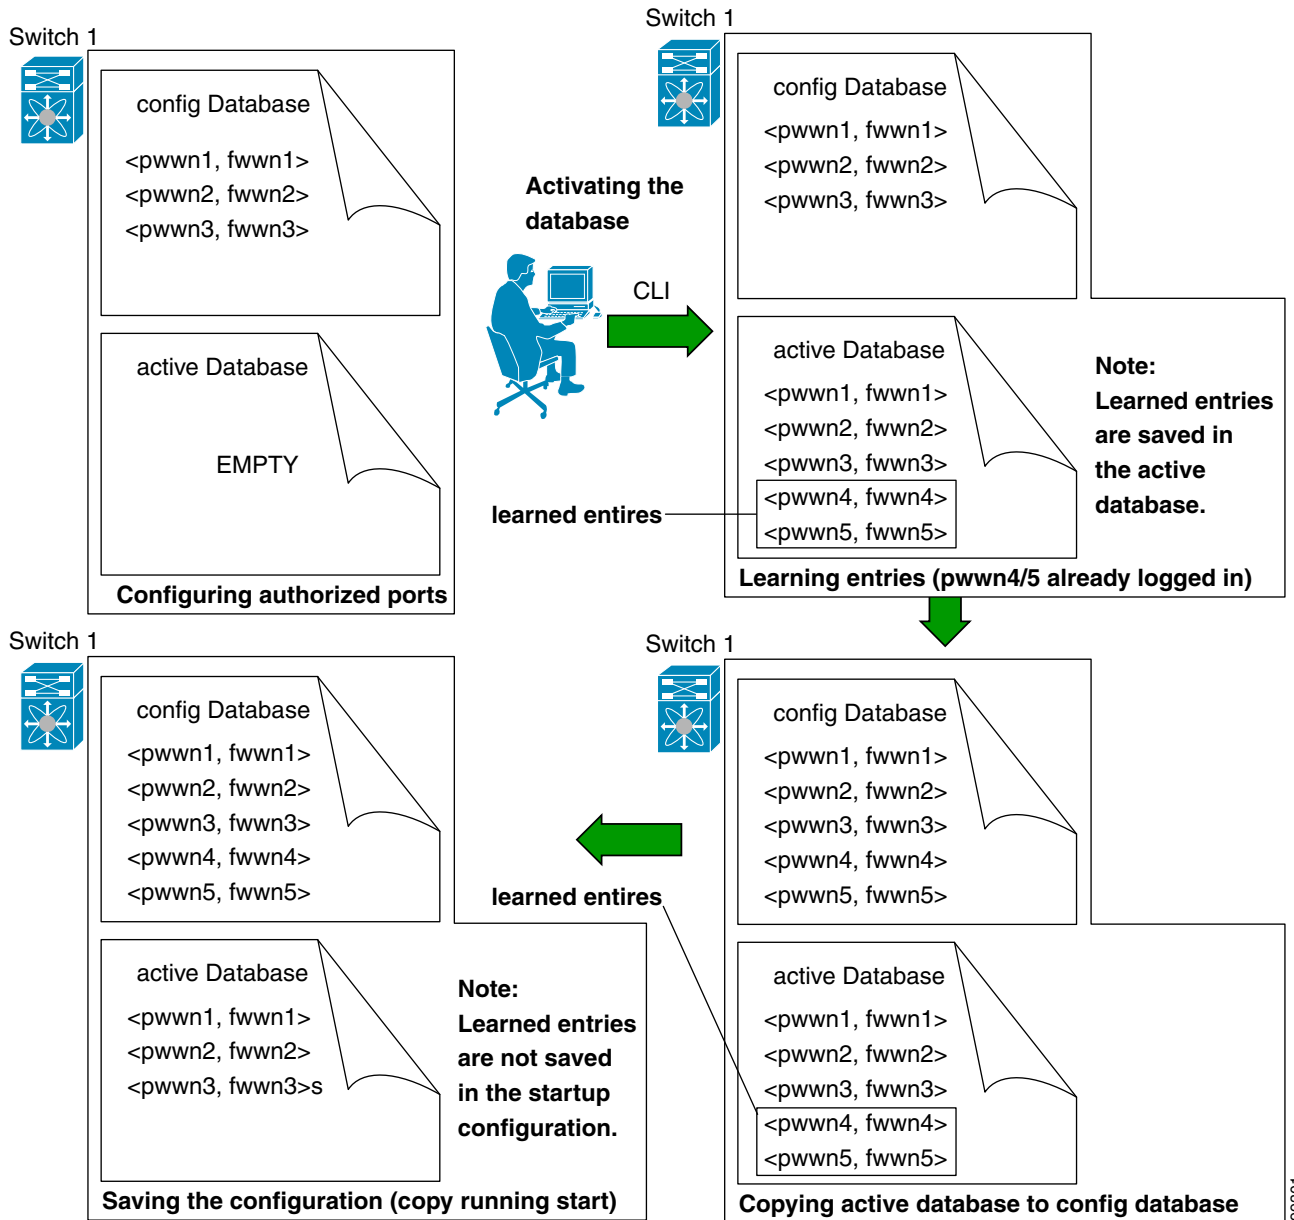 Switch 1
config Database
<pwwn1, fwwn1>
<pwwn2, fwwn2>
<pwwn3, fwwn3>
active Database
EMPTY
Configuring authorized ports
Activating the
database
CLI
Switch 1
config Database
<pwwn1, fwwn1>
<pwwn2, fwwn2>
<pwwn3, fwwn3>
active Database
<pwwn1, fwwn1>
<pwwn2, fwwn2>
<pwwn3, fwwn3>
<pwwn4, fwwn4>
<pwwn5, fwwn5>
learned entires
Note:
Learned entries
are saved in
the active
database.
Learning entries (pwwn4/5 already logged in)
Switch 1
config Database
<pwwn1, fwwn1>
<pwwn2, fwwn2>
<pwwn3, fwwn3>
<pwwn4, fwwn4>
<pwwn5, fwwn5>
active Database
<pwwn1, fwwn1>
<pwwn2, fwwn2>
<pwwn3, fwwn3>s
Note:
Learned entries
are not saved
in the startup
configuration.
Saving the configuration (copy running start)
Switch 1
config Database
<pwwn1, fwwn1>
<pwwn2, fwwn2>
<pwwn3, fwwn3>
<pwwn4, fwwn4>
<pwwn5, fwwn5>
learned entires
active Database
<pwwn1, fwwn1>
<pwwn2, fwwn2>
<pwwn3, fwwn3>
<pwwn4, fwwn4>
<pwwn5, fwwn5>
Copying active database to config database